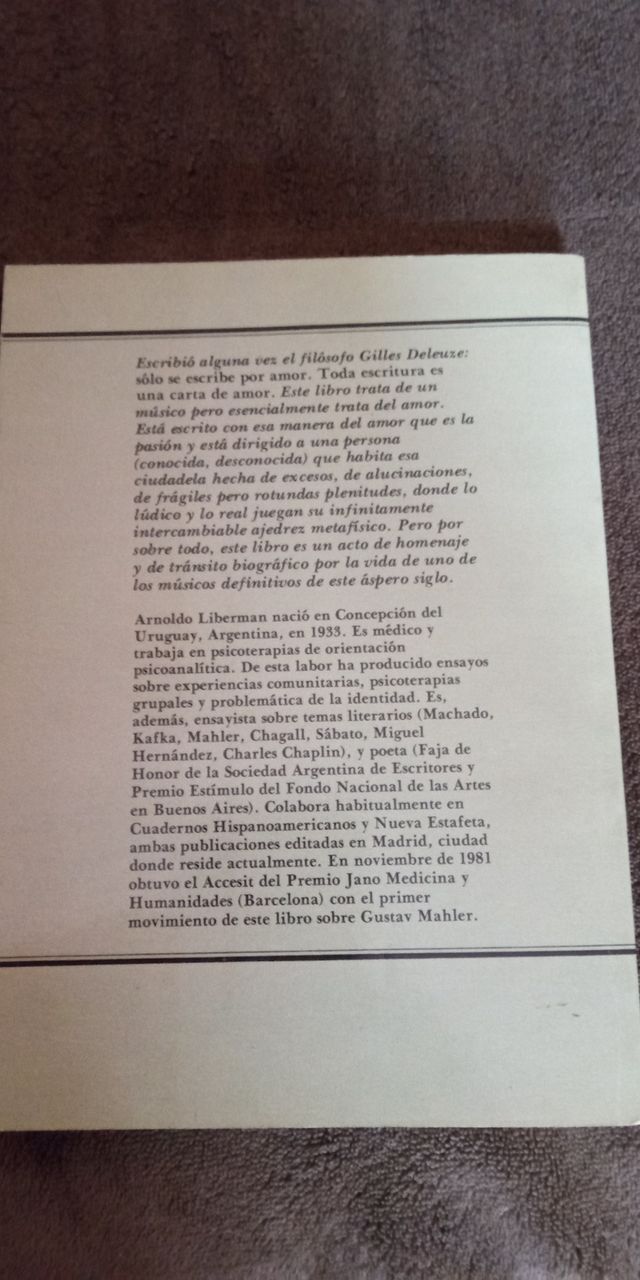 Escribió alguna vez el filósofo Gilles Deleuze:
sólo se escribe por amor. Toda escritura es
una carta de amor. Este libro trata de un
músico pero esencialmente trata del amor.
Está escrito con esa manera del amor que es la
pasión y está dirigido a una persona
(conocida, desconocida) que habita esa
ciudadela hecha de excesos, de alucinaciones,
de frágiles pero rotundas plenitudes, donde lo
lúdico y lo real juegan su infinitamente
intercambiable ajedrez metafísico. Pero por
sobre todo, este libro es un acto de homenaje
y de tránsito biográfico por la vida de uno de
los músicos definitivos de este áspero siglo.
Arnoldo Liberman nació en Concepción del
Uruguay, Argentina, en 1933. Es médico y
trabaja en psicoterapias de orientación
psicoanalítica. De esta labor ha producido ensayos
sobre experiencias comunitarias, psicoterapias
grupales y problemática de la identidad. Es,
además, ensayista sobre temas literarios (Machado,
Kafka, Mahler, Chagall, Sábato, Miguel
Hernández, Charles Chaplin), y poeta (Faja de
Honor de la Sociedad Argentina de Escritores y
Premio Estímulo del Fondo Nacional de las Artes
en Buenos Aires). Colabora habitualmente en
Cuadernos Hispanoamericanos y Nueva Estafeta,
ambas publicaciones editadas en Madrid, ciudad
donde reside actualmente. En noviembre de 1981
obtuvo el Accesit del Premio Jano Medicina y
Humanidades (Barcelona) con el primer
movimiento de este libro sobre Gustav Mahler.